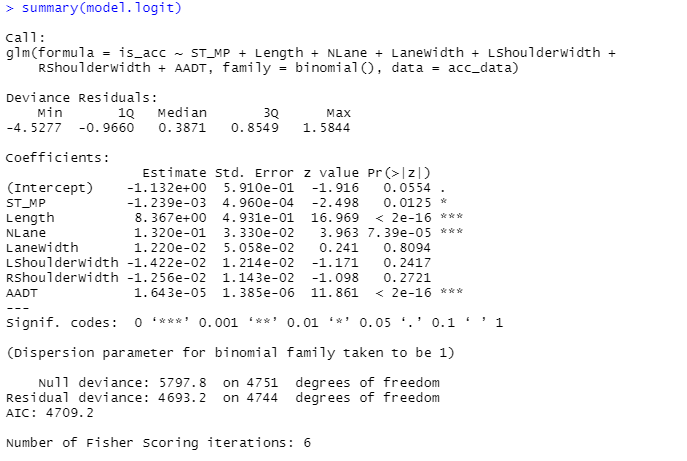 > summary(model.logit)
Call:
glm(formula = is_acc ~ ST_MP + Length + NLane + LaneWidth + LShoulderWidth +
    RShoulderWidth + AADT, family = binomial(), data = acc_data)
Deviance Residuals:
    Min       1Q   Median       3Q      Max
-4.5277  -0.9660   0.3871   0.8549   1.5844
Coefficients:
                 Estimate Std. Error z value Pr(>|z|)
(Intercept)    -1.132e+00  5.910e-01  -1.916   0.0554 .
ST_MP          -1.239e-03  4.960e-04  -2.498   0.0125 *
Length          8.367e+00  4.931e-01  16.969  < 2e-16 ***
NLane           1.320e-01  3.330e-02   3.963 7.39e-05 ***
LaneWidth       1.220e-02  5.058e-02   0.241   0.8094
LShoulderWidth -1.422e-02  1.214e-02  -1.171   0.2417
RShoulderWidth -1.256e-02  1.143e-02  -1.098   0.2721
AADT            1.643e-05  1.385e-06  11.861  < 2e-16 ***
---
Signif. codes:  0 ‘***’ 0.001 ‘**’ 0.01 ‘*’ 0.05 ‘.’ 0.1 ‘ ’ 1
(Dispersion parameter for binomial family taken to be 1)
    Null deviance: 5797.8  on 4751  degrees of freedom
Residual deviance: 4693.2  on 4744  degrees of freedom
AIC: 4709.2
Number of Fisher Scoring iterations: 6